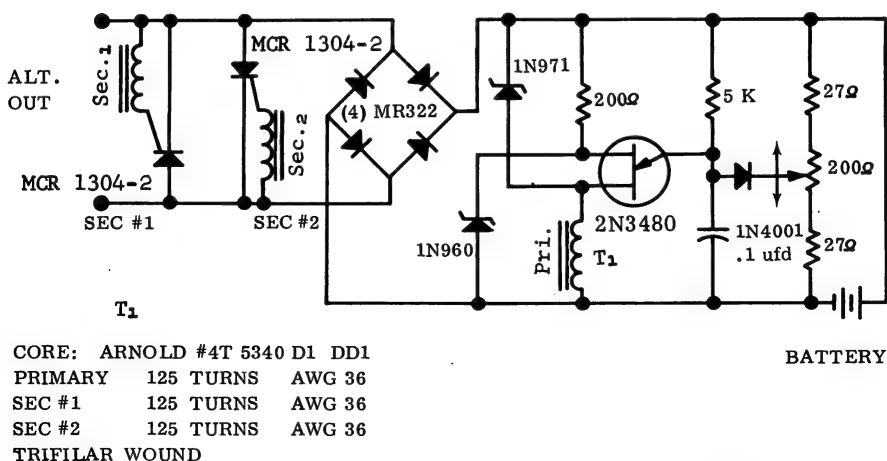 MCR 1304-2
ALT.
OUT
Sec.1
Sec.2
(4) MR322
MCR 1304-2
SEC #1
SEC #2
1N971
200Ω
5 K
27Ω
200Ω
2N3480
1N4001
.1 ufd
27Ω
1N960
Pri.
T1
BATTERY
T1
CORE: ARNOLD #4T 5340 D1 DD1
PRIMARY 125 TURNS AWG 36
SEC #1 125 TURNS AWG 36
SEC #2 125 TURNS AWG 36
TRIFILAR WOUND